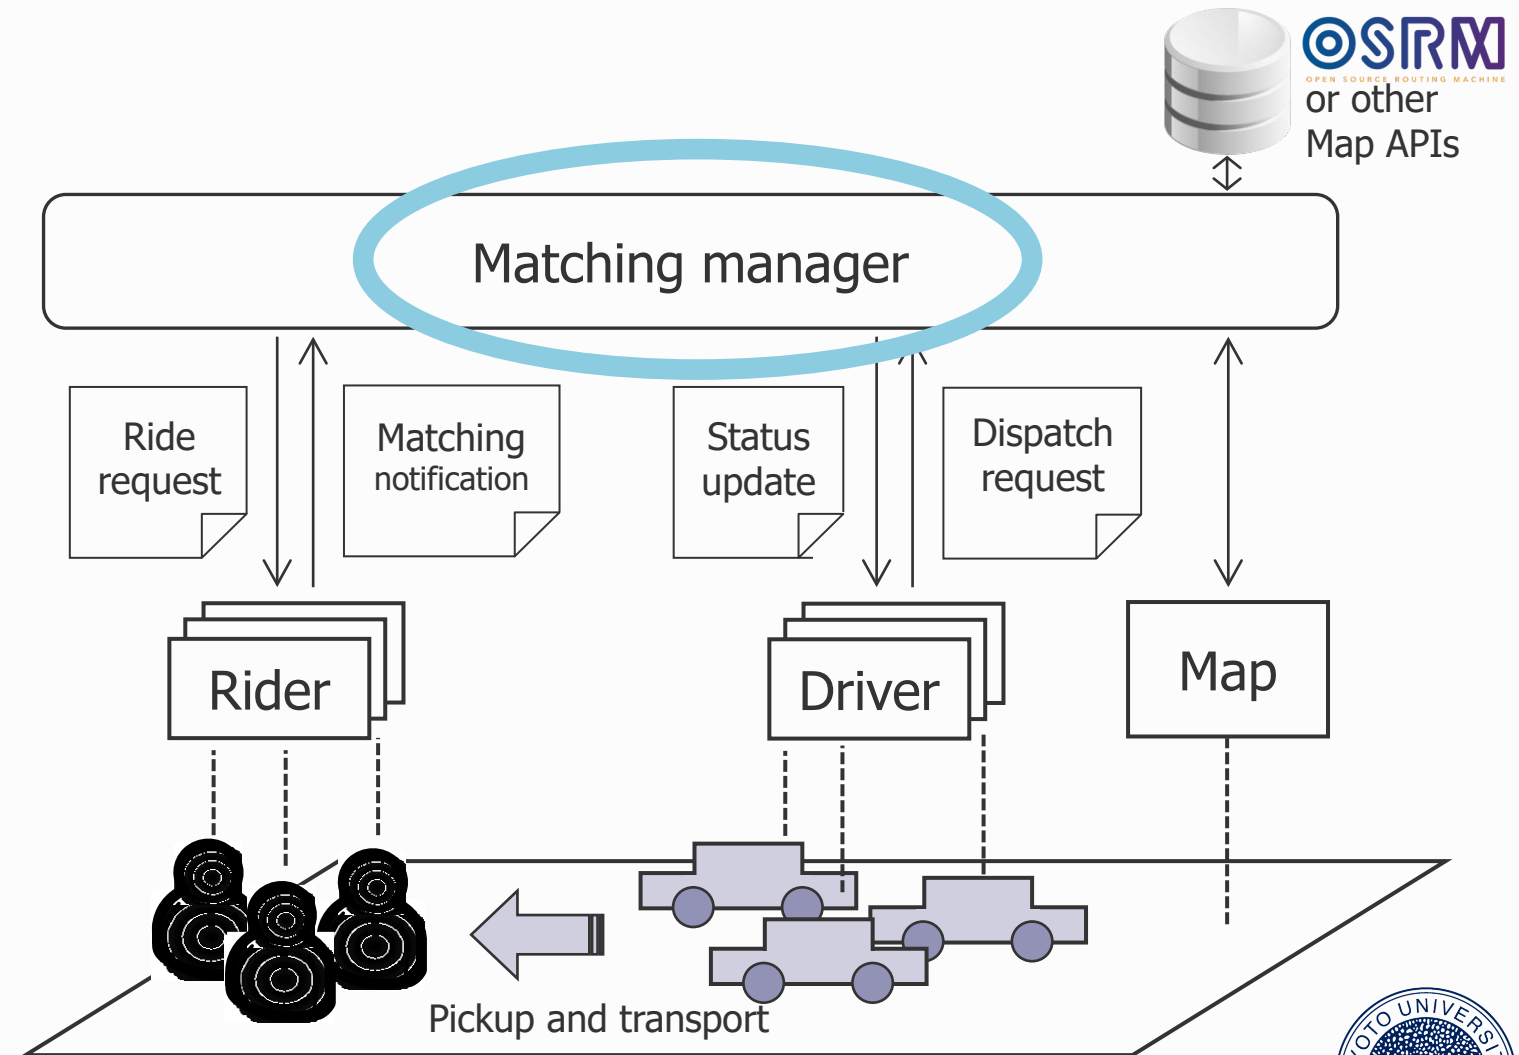 OSRM
OPEN SOURCE ROUTING MACHINE
or other
Map APIs
Matching manager
Ride
request
Matching
notification
Status
update
Dispatch
request
Rider
Driver
Map
Pickup and transport